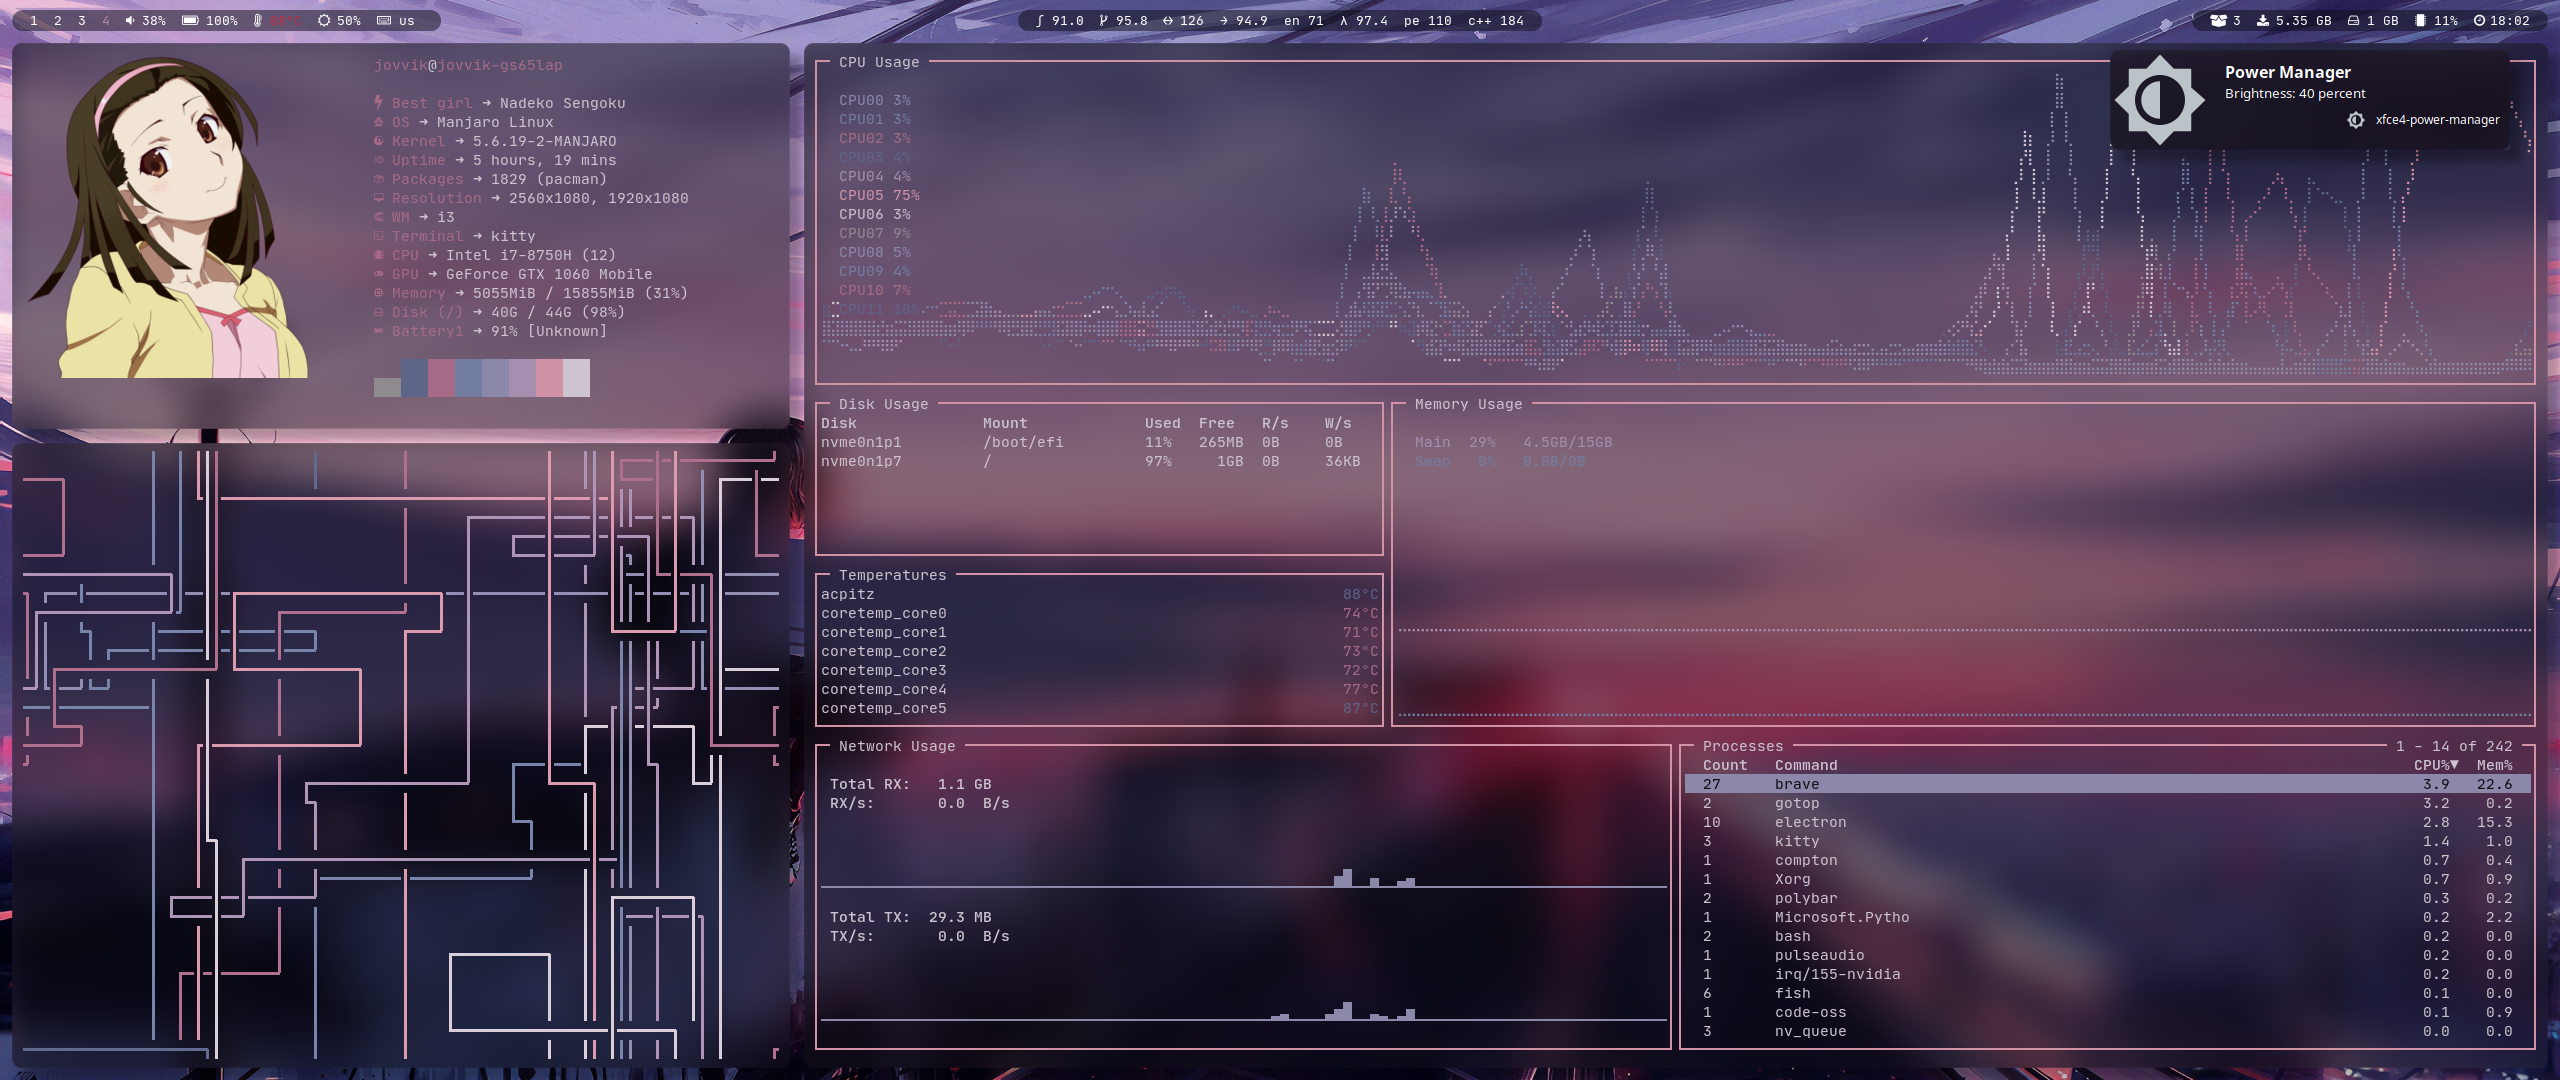 1 2 3 4 38% 100% 88°C 50% us
∫ 91.0 95.8 ↔ 126 → 94.9 en 71 λ 97.4 pe 110 c++ 184
3 5.35 GB 1 GB 11% 18:02
jovvik@jovvik-gs65lap
Best girl → Nadeko Sengoku
OS → Manjaro Linux
Kernel → 5.6.19-2-MANJARO
Uptime → 5 hours, 19 mins
Packages → 1829 (pacman)
Resolution → 2560x1080, 1920x1080
WM → i3
Terminal → kitty
CPU → Intel i7-8750H (12)
GPU → GeForce GTX 1060 Mobile
Memory → 5055MiB / 15855MiB (31%)
Disk (/) → 40G / 44G (98%)
Battery1 → 91% [Unknown]
CPU Usage
CPU00 3%
CPU01 3%
CPU02 3%
CPU03 4%
CPU04 4%
CPU05 75%
CPU06 3%
CPU07 9%
CPU08 5%
CPU09 4%
CPU10 7%
CPU11 18%
Power Manager
Brightness: 40 percent
xfce4-power-manager
Disk Usage
Disk Mount Used Free R/s W/s
nvme0n1p1 /boot/efi 11% 265MB 0B 0B
nvme0n1p7 / 97% 1GB 0B 36KB
Memory Usage
Main 29% 4.5GB/15GB
Swap 0% 0.0B/0B
Temperatures
acpitz 88°C
coretemp_core0 74°C
coretemp_core1 71°C
coretemp_core2 73°C
coretemp_core3 72°C
coretemp_core4 77°C
coretemp_core5 87°C
Network Usage
Total RX: 1.1 GB
RX/s: 0.0 B/s
Total TX: 29.3 MB
TX/s: 0.0 B/s
Processes 1 - 14 of 242
Count Command CPU%▼ Mem%
27 brave 3.9 22.6
2 gotop 3.2 0.2
10 electron 2.8 15.3
3 kitty 1.4 1.0
1 compton 0.7 0.4
1 Xorg 0.7 0.9
2 polybar 0.3 0.2
1 Microsoft.Pytho 0.2 2.2
2 bash 0.2 0.0
1 pulseaudio 0.2 0.0
1 irq/155-nvidia 0.2 0.0
6 fish 0.1 0.0
1 code-oss 0.1 0.9
3 nv_queue 0.0 0.0